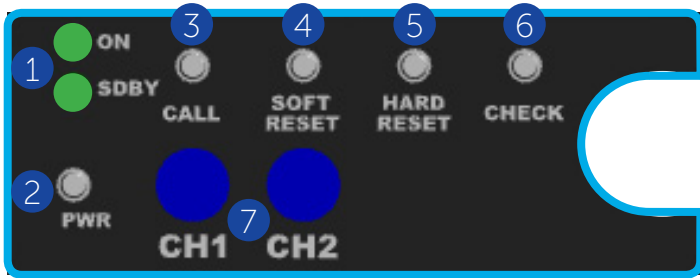 3 4 5 6
1 ON
SDBY
CALL SOFT RESET HARD RESET CHECK
2 PWR
7
CH1 CH2